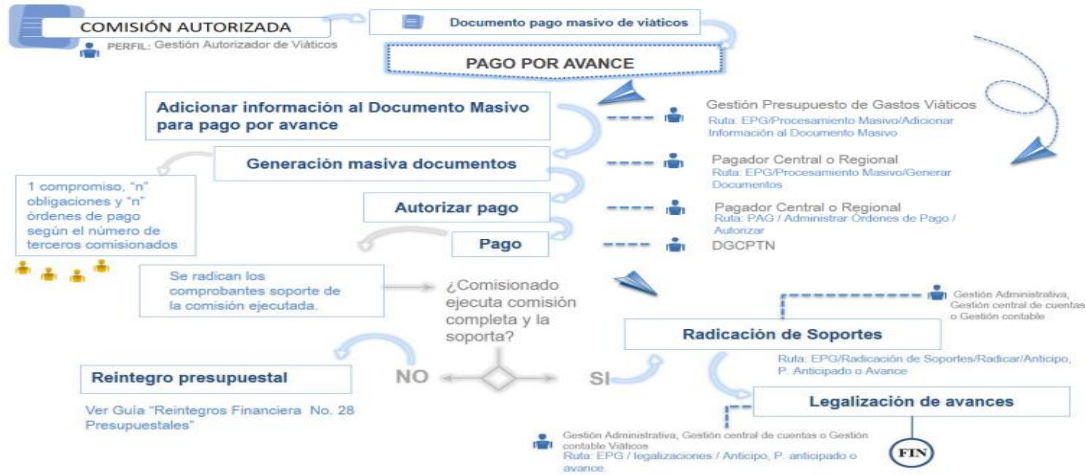 COMISIÓN AUTORIZADA
PERFIL: Gestión Autorizador de Viáticos
Documento pago masivo de viáticos
PAGO POR AVANCE
Adicionar información al Documento Masivo
para pago por avance
Gestión Presupuesto de Gastos Viáticos
Ruta: EPG/Procesamiento Masivo/Adicionar
Información al Documento Masivo
Generación masiva documentos
Pagador Central o Regional
Ruta: EPG/Procesamiento Masivo/Generar
Documentos
1 compromiso, "n"
obligaciones y "n"
órdenes de pago
según el número de
terceros comisionados
Autorizar pago
Pagador Central o Regional
Ruta: PAG / Administrar Órdenes de Pago /
Autorizar
Pago
DGCPTN
Se radican los
comprobantes soporte de
la comisión ejecutada.
¿Comisionado
ejecuta comisión
completa y la
soporta?
Gestión Administrativa,
Gestión central de cuentas
o Gestión contable
Radicación de Soportes
Ruta: EPG/Radicación de Soportes/Radicar/Anticipo,
P. Anticipado o Avance
NO
SI
Reintegro presupuestal
Ver Guía "Reintegros Financiera No. 28
Presupuestales"
Legalización de avances
Gestión Administrativa, Gestión central de cuentas o Gestión
contable Viáticos
Ruta: EPG / legalizaciones / Anticipo, P. anticipado o
avance.
FIN